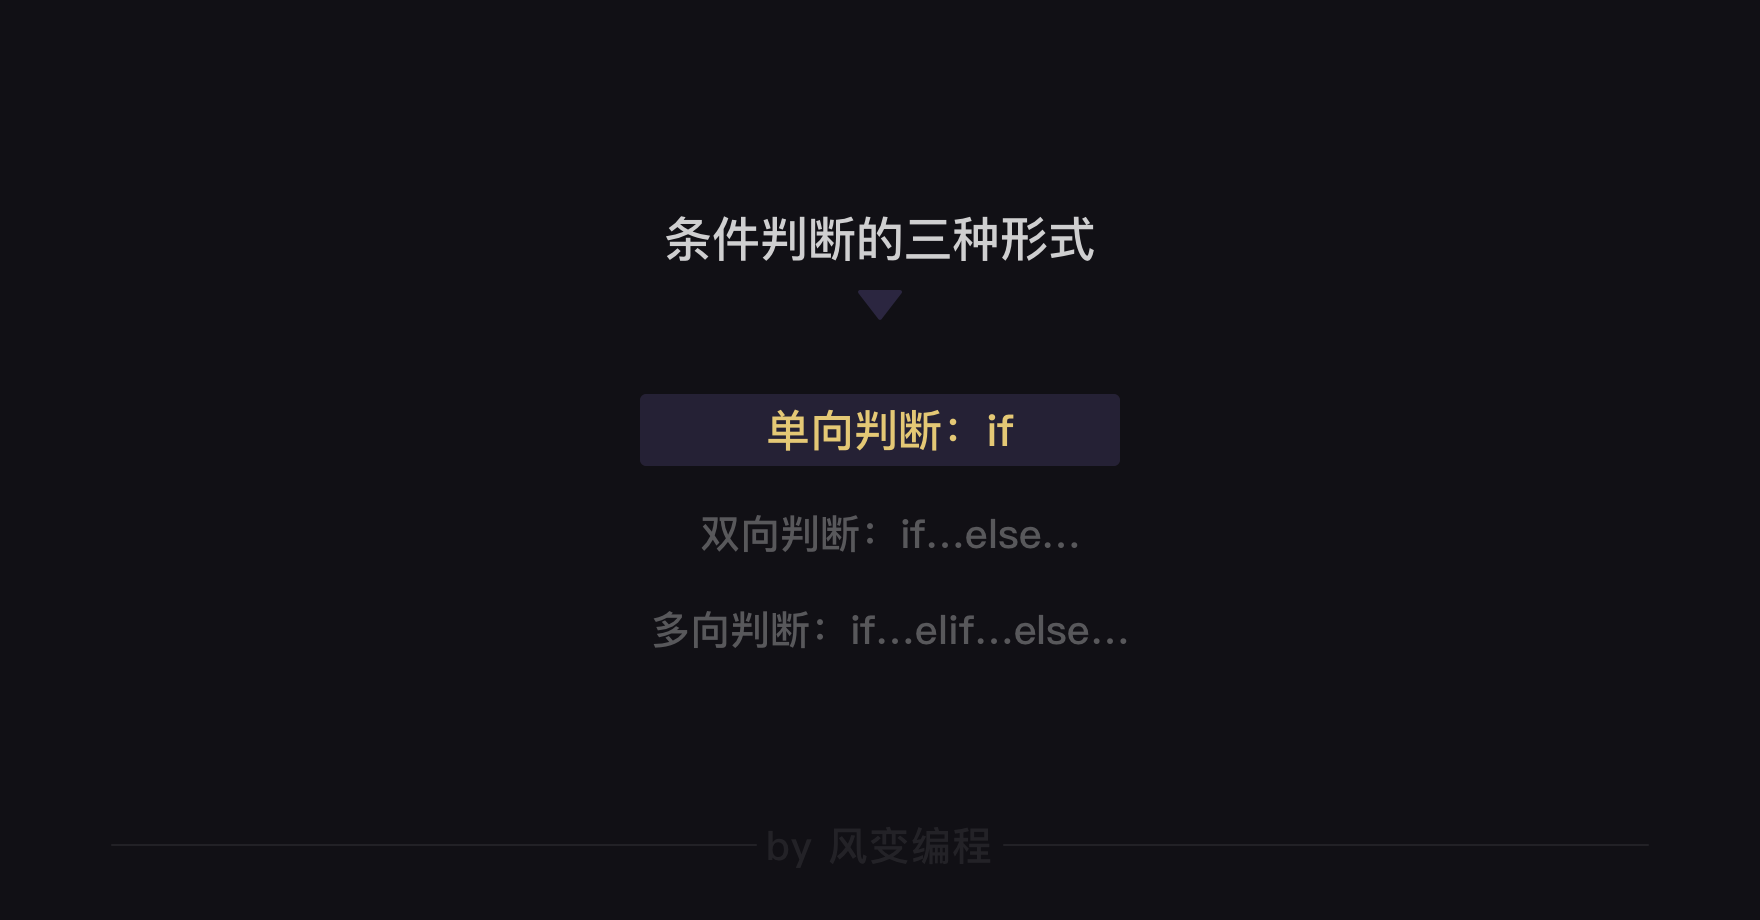 条件判断的三种形式
单向判断：if
双向判断：if...else...
多向判断：if...elif...else...
by 风变编程